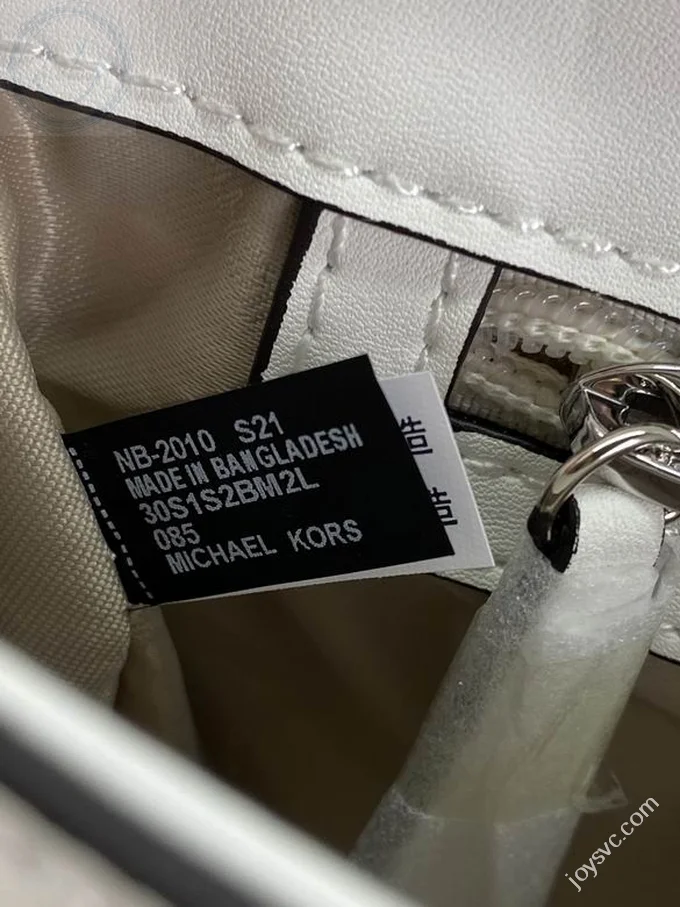 NB-2010 S21
MADE IN BANGLADESH
30S1S2BM2L
085
MICHAEL KORS
joysvc.com